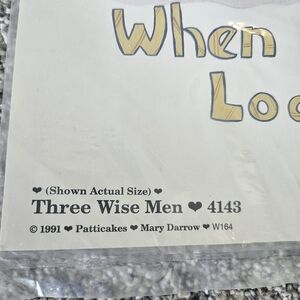 When
Lo
❤ (Shown Actual Size) ❤
Three Wise Men ❤ 4143
© 1991 ❤ Patticakes ❤ Mary Darrow ❤ W164